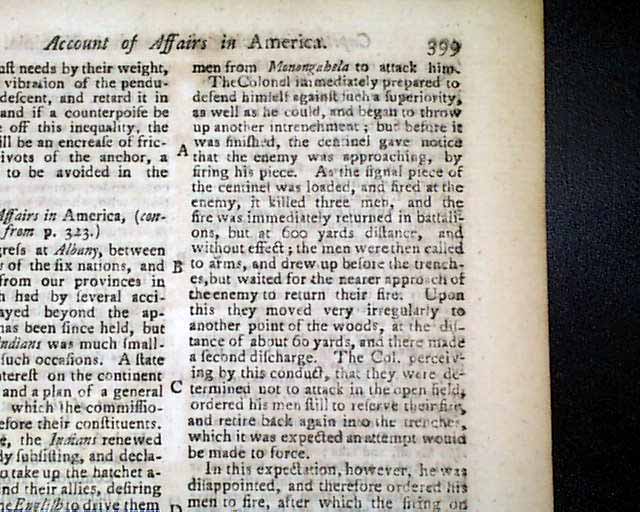 Account of Affairs in America. 399
uſt needs by their weight,
vibration of the pendu-
deſcent, and retard it in
and if a counterpoiſe be
e off this inequality, the
ill be an encreaſe of fric-
ivots of the anchor, a
to be avoided in the
Affairs in America, (con-
from p. 323.)
greſs at Albany, between
s of the ſix nations, and
from our provinces in
h had by ſeveral acci-
ayed beyond the ap-
has been ſince held, but
Indians was much ſmall-
ſuch occaſions. A ſtate
ntereſt on the continent
and a plan of a general
which the commiſſio-
efore their conſtituents.
e, the Indians renewed
dy ſubſiſting, and decla-
o take up the hatchet a-
nd their allies, deſiring
he Engliſh to drive them
A
B
C
D
men from Monongahela to attack him.
The Colonel immediately prepared to
defend himſelf againſt ſuch a ſuperiority,
as well as he could, and began to throw
up another intrenchment; but before it
was finiſhed, the centinel gave notice
that the enemy was approaching, by
firing his piece. As the ſignal piece of
the centinel was loaded, and fired at the
enemy, it killed three men, and the
fire was immediately returned in battali-
ons, but at 600 yards diſtance, and
without effect; the men were then called
to arms, and drew up before the trench-
es, but waited for the nearer approach of
the enemy to return their fire. Upon
this they moved very irregularly to
another point of the woods, at the diſ-
tance of about 60 yards, and there made
a ſecond diſcharge. The Col. perceiv-
ing by this conduct, that they were de-
termined not to attack in the open field,
ordered his men ſtill to reſerve their fire,
and retire back again into the trenches,
which it was expected an attempt would
be made to force.
In this expectation, however, he was
diſappointed, and therefore ordered his
men to fire, after which the firing on